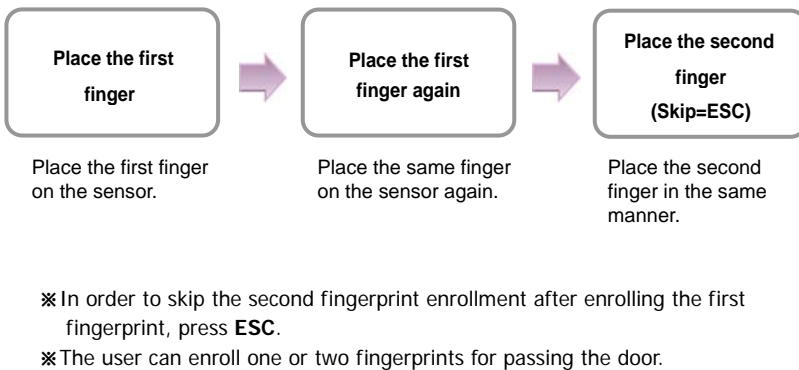 Place the first
finger
Place the first
finger again
Place the second
finger
(Skip=ESC)
Place the first finger
on the sensor.
Place the same finger
on the sensor again.
Place the second
finger in the same
manner.
※In order to skip the second fingerprint enrollment after enrolling the first
fingerprint, press ESC.
※The user can enroll one or two fingerprints for passing the door.